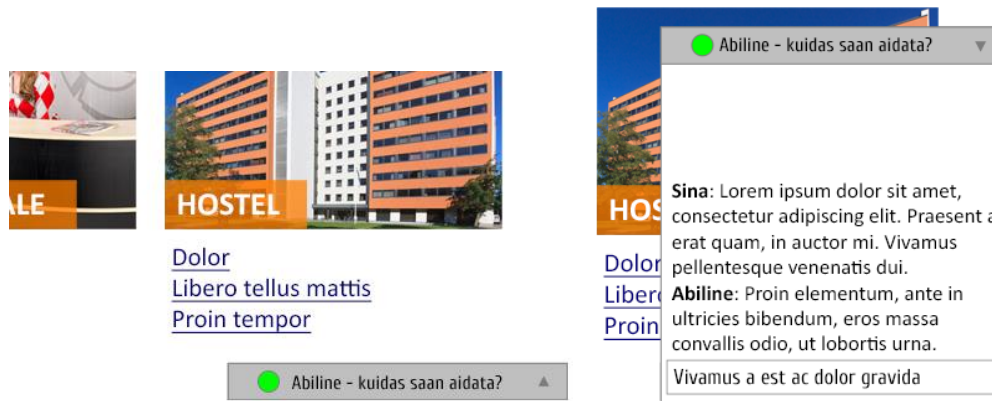 ALE
HOSTEL
Dolor
Libero tellus mattis
Proin tempor
Abiline - kuidas saan aidata?
HOS
Dolor
Liber
Proin
Abiline - kuidas saan aidata?
Sina: Lorem ipsum dolor sit amet,
consectetur adipiscing elit. Praesent a
erat quam, in auctor mi. Vivamus
pellentesque venenatis dui.
Abiline: Proin elementum, ante in
ultricies bibendum, eros massa
convallis odio, ut lobortis urna.
Vivamus a est ac dolor gravida